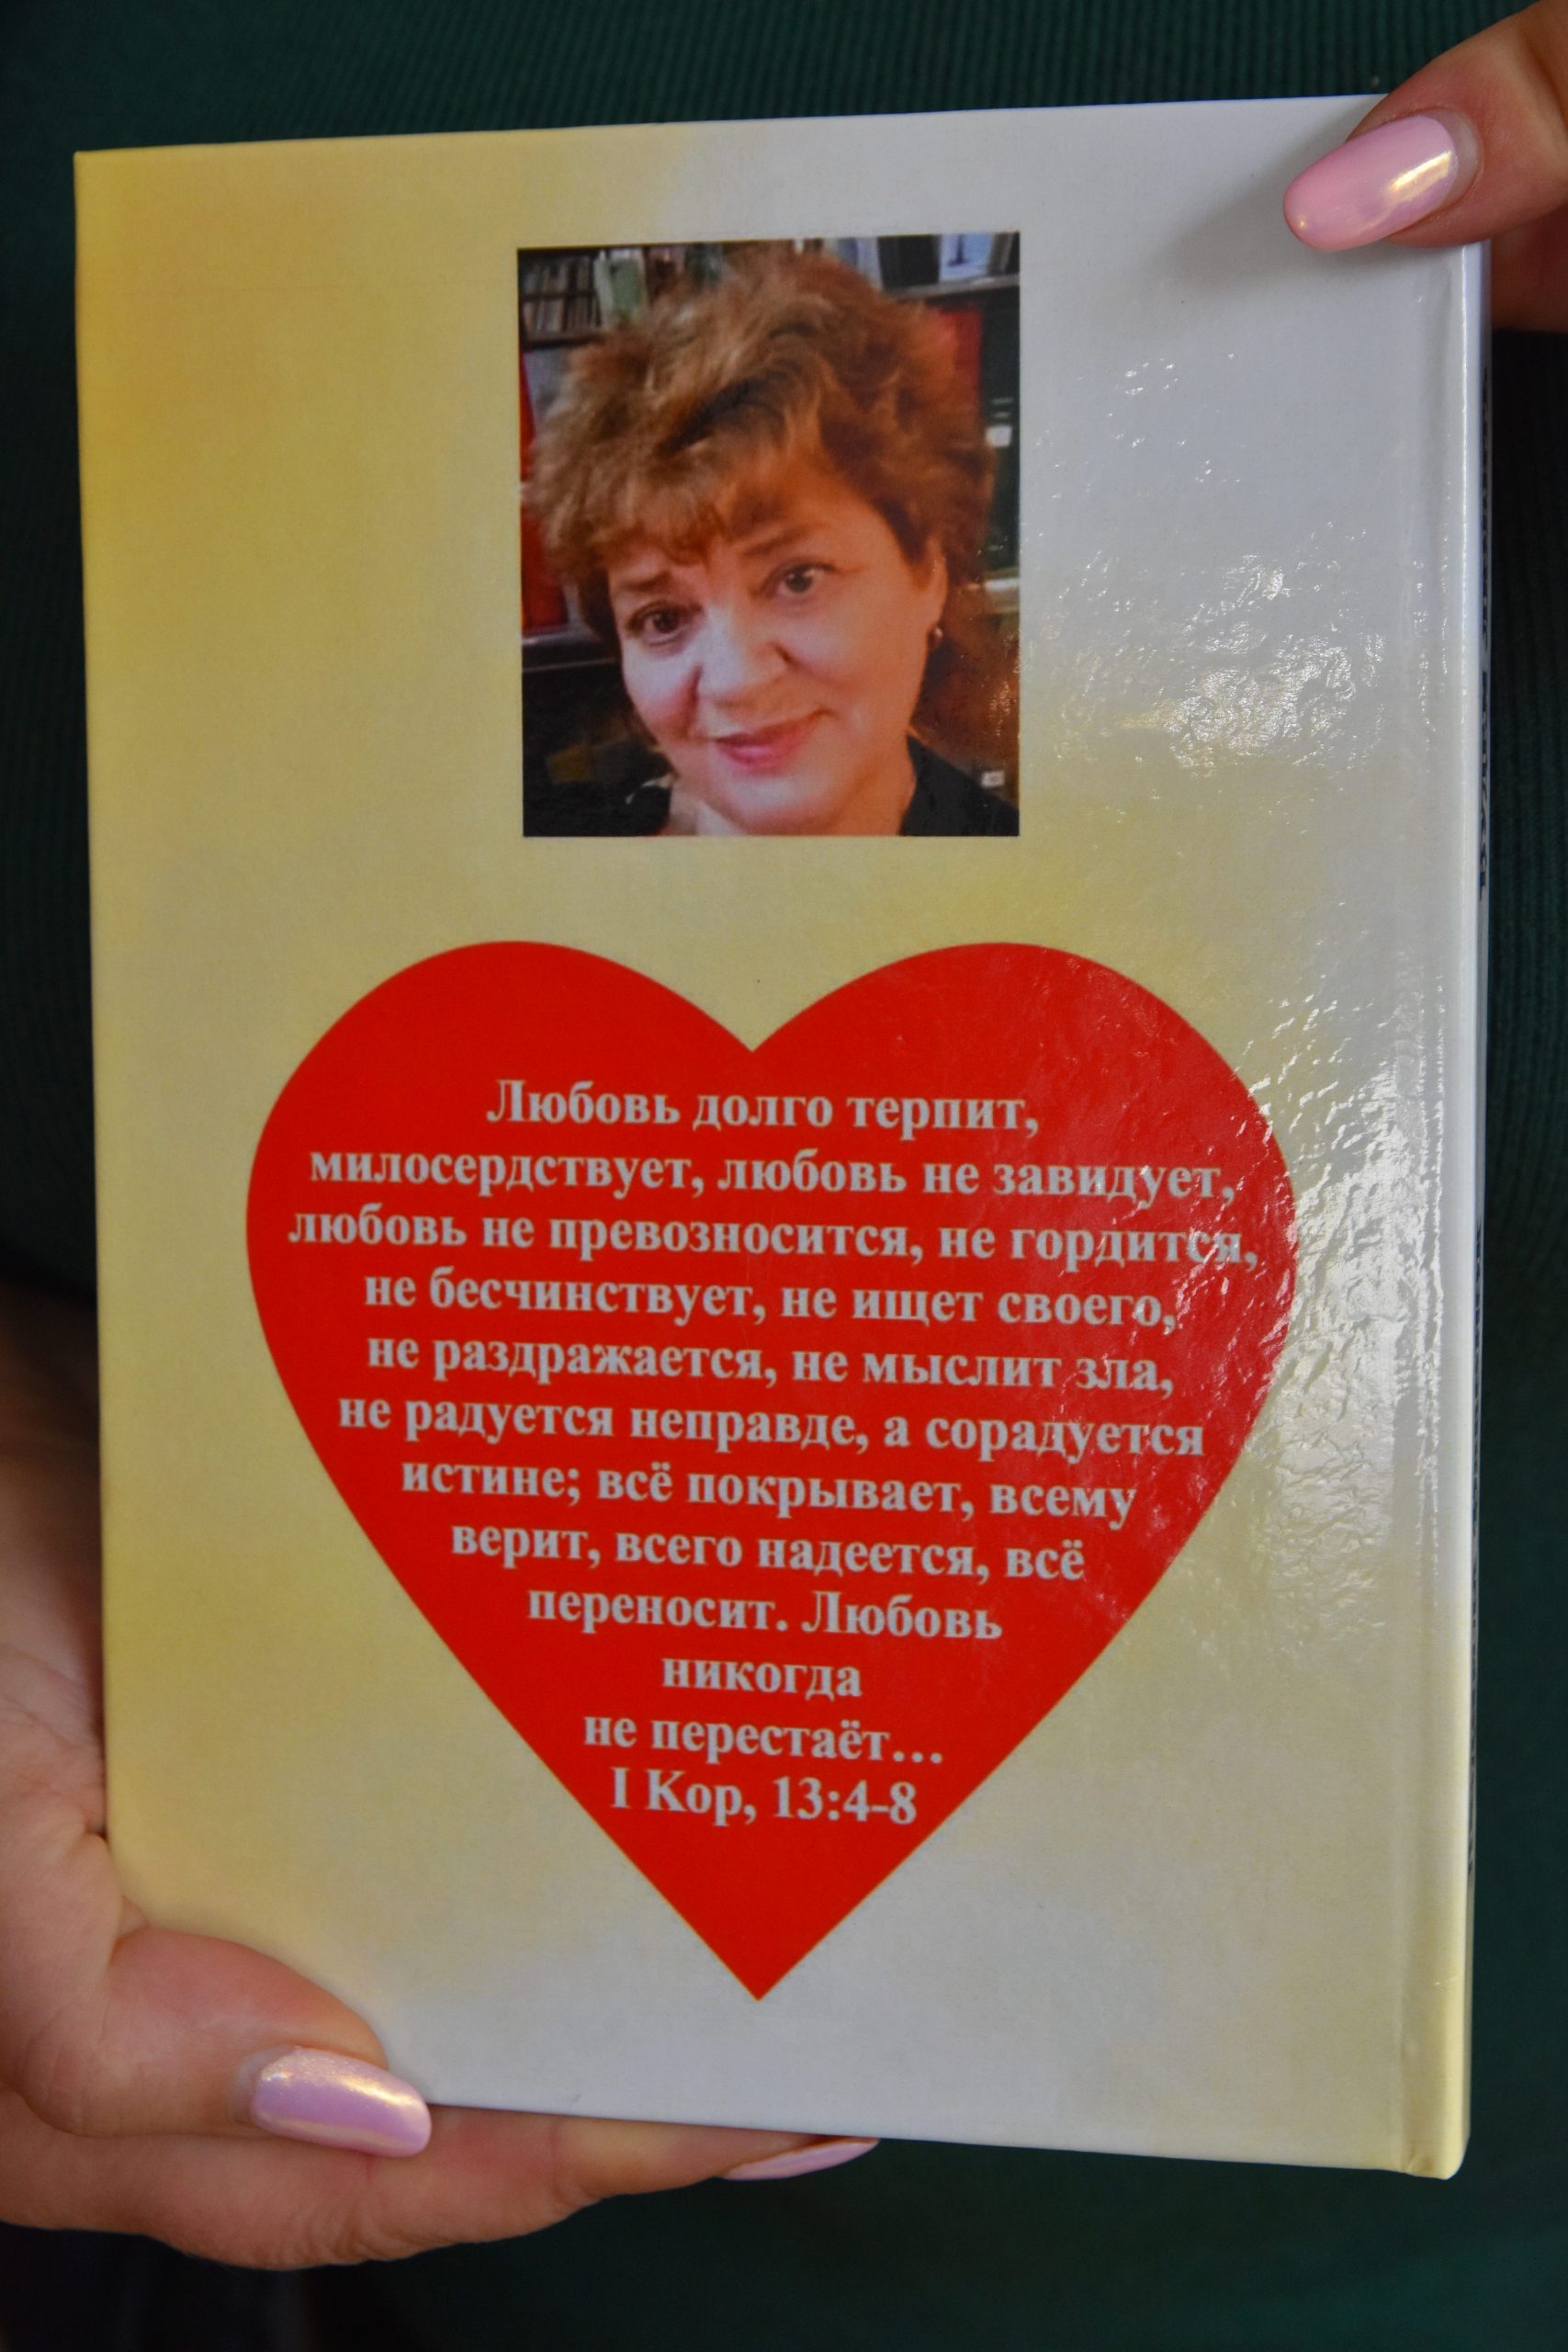 Любовь долго терпит,
милосердствует, любовь не завидует,
любовь не превозносится, не гордится,
не бесчинствует, не ищет своего,
не раздражается, не мыслит зла,
не радуется неправде, а сорадуется
истине; всё покрывает, всему
верит, всего надеется, всё
переносит. Любовь
никогда
не перестаёт...
I Кор, 13:4-8